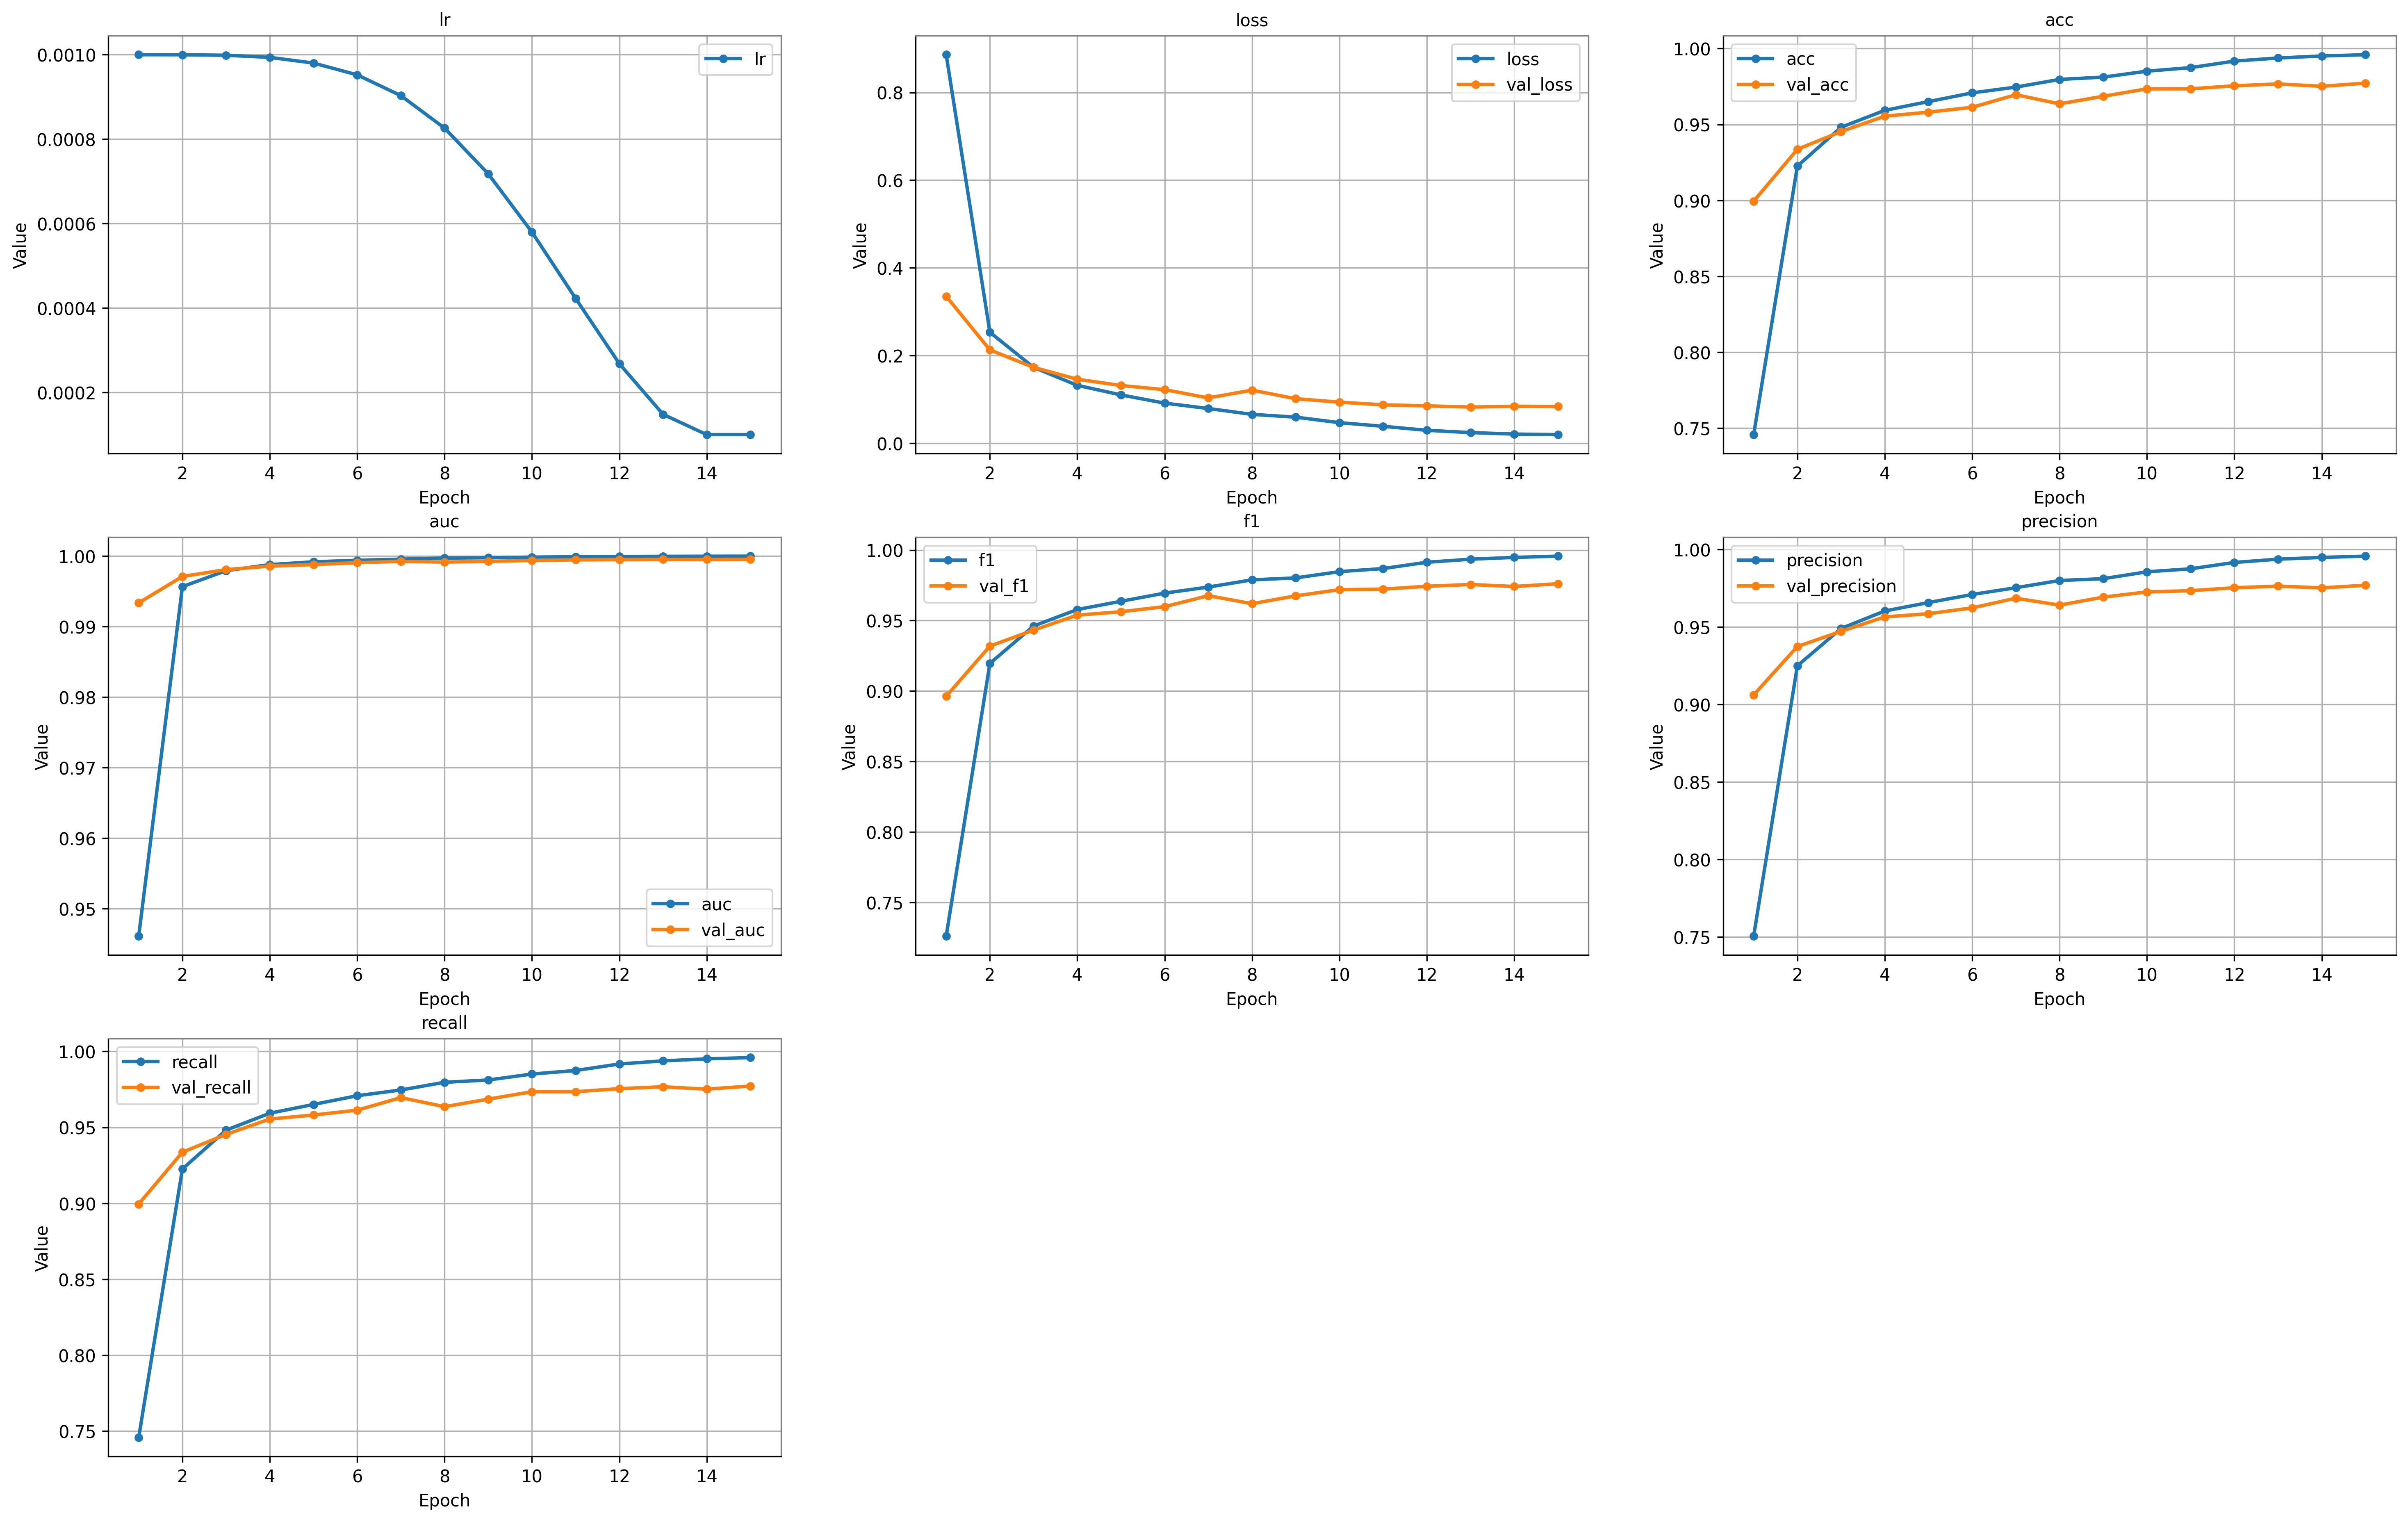 lr
0.0010
0.0008
0.0006
0.0004
0.0002
Value
lr
2 4 6 8 10 12 14
Epoch
loss
0.8
0.6
0.4
0.2
0.0
Value
loss
val_loss
2 4 6 8 10 12 14
Epoch
acc
1.00
0.95
0.90
0.85
0.80
0.75
Value
acc
val_acc
2 4 6 8 10 12 14
Epoch
auc
1.00
0.99
0.98
0.97
0.96
0.95
Value
auc
val_auc
2 4 6 8 10 12 14
Epoch
f1
1.00
0.95
0.90
0.85
0.80
0.75
Value
f1
val_f1
2 4 6 8 10 12 14
Epoch
precision
1.00
0.95
0.90
0.85
0.80
0.75
Value
precision
val_precision
2 4 6 8 10 12 14
Epoch
recall
1.00
0.95
0.90
0.85
0.80
0.75
Value
recall
val_recall
2 4 6 8 10 12 14
Epoch